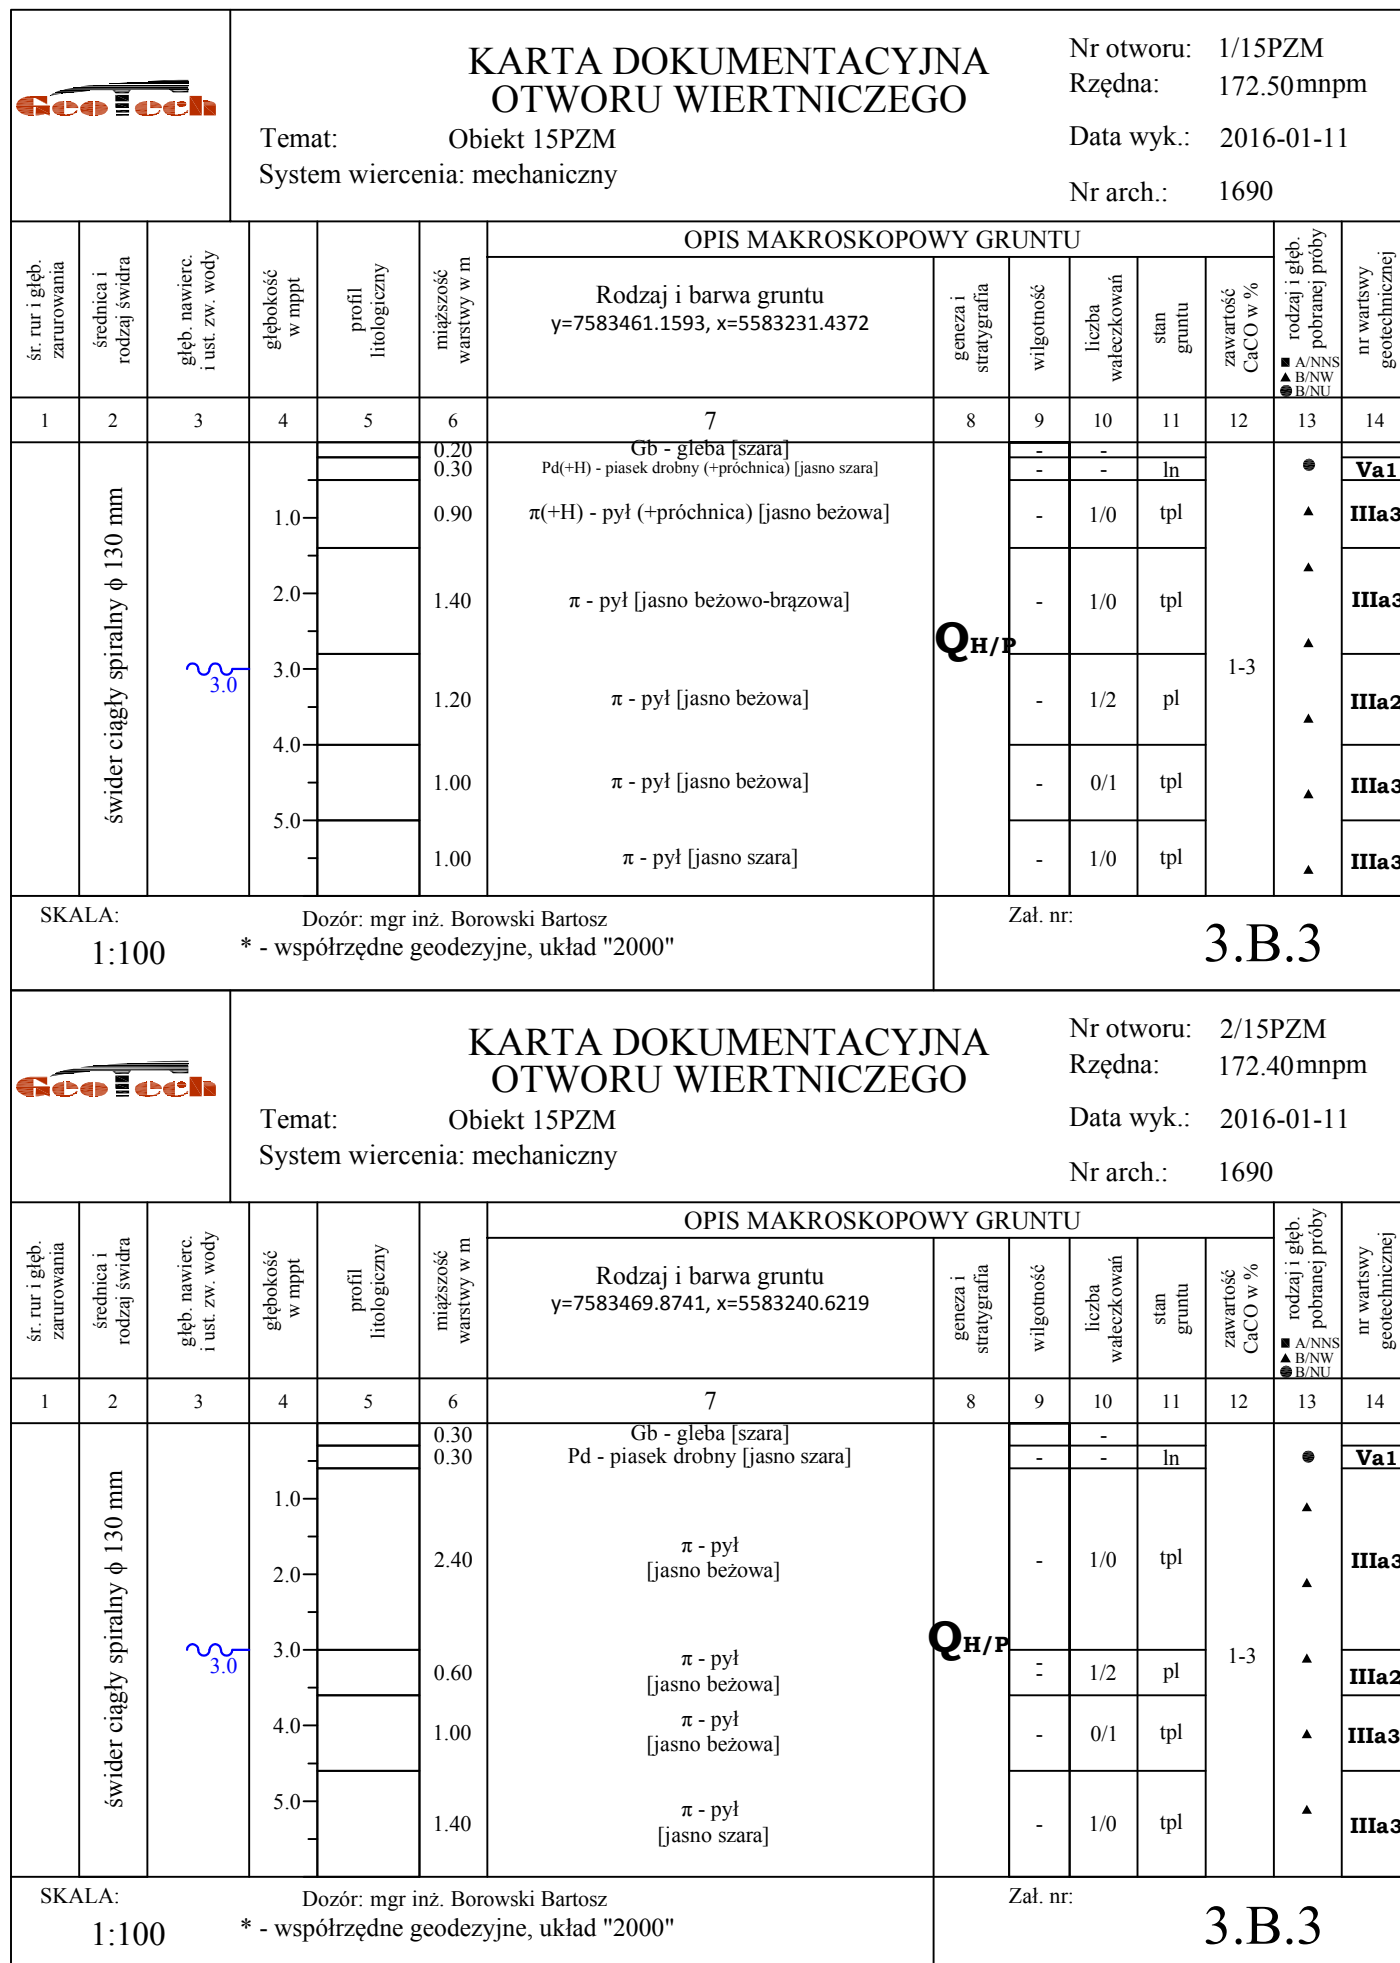 GeoTech
KARTA DOKUMENTACYJNA
OTWORU WIERTNICZEGO
Temat: Obiekt 15PZM
System wiercenia: mechaniczny
Nr otworu: 1/15PZM
Rzędna: 172.50mnpm
Data wyk.: 2016-01-11
Nr arch.: 1690
śr. rur i głęb.
zarurowania
średnica i
rodzaj świdra
głęb. nawierc.
i ust. zw. wody
głębokość
w mppt
profil
litologiczny
miąższość
warstwy w m
OPIS MAKROSKOPOWY GRUNTU
Rodzaj i barwa gruntu
y=7583461.1593, x=5583231.4372
geneza i
stratygrafia
wilgotność
liczba
wałeczkowań
stan
gruntu
zawartość
CaCO w %
rodzaj i głęb.
pobranej próby
■ A/NNS
▲ B/NW
● B/NU
nr wartswy
geotechnicznej
1 2 3 4 5 6 7 8 9 10 11 12 13 14
świder ciągły spiralny ϕ 130 mm
3.0
1.0
2.0
3.0
4.0
5.0
0.20 Gb - gleba [szara] - -
0.30 Pd(+H) - piasek drobny (+próchnica) [jasno szara] - - ln Va1
0.90 π(+H) - pył (+próchnica) [jasno beżowa] - 1/0 tpl IIIa3
1.40 π - pył [jasno beżowo-brązowa] - 1/0 tpl IIIa3
QH/P
1-3
1.20 π - pył [jasno beżowa] - 1/2 pl IIIa2
1.00 π - pył [jasno beżowa] - 0/1 tpl IIIa3
1.00 π - pył [jasno szara] - 1/0 tpl IIIa3
SKALA:
1:100
Dozór: mgr inż. Borowski Bartosz
* - współrzędne geodezyjne, układ "2000"
Zał. nr:
3.B.3
GeoTech
KARTA DOKUMENTACYJNA
OTWORU WIERTNICZEGO
Temat: Obiekt 15PZM
System wiercenia: mechaniczny
Nr otworu: 2/15PZM
Rzędna: 172.40mnpm
Data wyk.: 2016-01-11
Nr arch.: 1690
śr. rur i głęb.
zarurowania
średnica i
rodzaj świdra
głęb. nawierc.
i ust. zw. wody
głębokość
w mppt
profil
litologiczny
miąższość
warstwy w m
OPIS MAKROSKOPOWY GRUNTU
Rodzaj i barwa gruntu
y=7583469.8741, x=5583240.6219
geneza i
stratygrafia
wilgotność
liczba
wałeczkowań
stan
gruntu
zawartość
CaCO w %
rodzaj i głęb.
pobranej próby
■ A/NNS
▲ B/NW
● B/NU
nr wartswy
geotechnicznej
1 2 3 4 5 6 7 8 9 10 11 12 13 14
świder ciągły spiralny ϕ 130 mm
3.0
1.0
2.0
3.0
4.0
5.0
0.30 Gb - gleba [szara] -
0.30 Pd - piasek drobny [jasno szara] - - ln Va1
2.40 π - pył
[jasno beżowa] - 1/0 tpl IIIa3
QH/P
1-3
0.60 π - pył
[jasno beżowa] - - 1/2 pl IIIa2
1.00 π - pył
[jasno beżowa] - 0/1 tpl IIIa3
1.40 π - pył
[jasno szara] - 1/0 tpl IIIa3
SKALA:
1:100
Dozór: mgr inż. Borowski Bartosz
* - współrzędne geodezyjne, układ "2000"
Zał. nr:
3.B.3